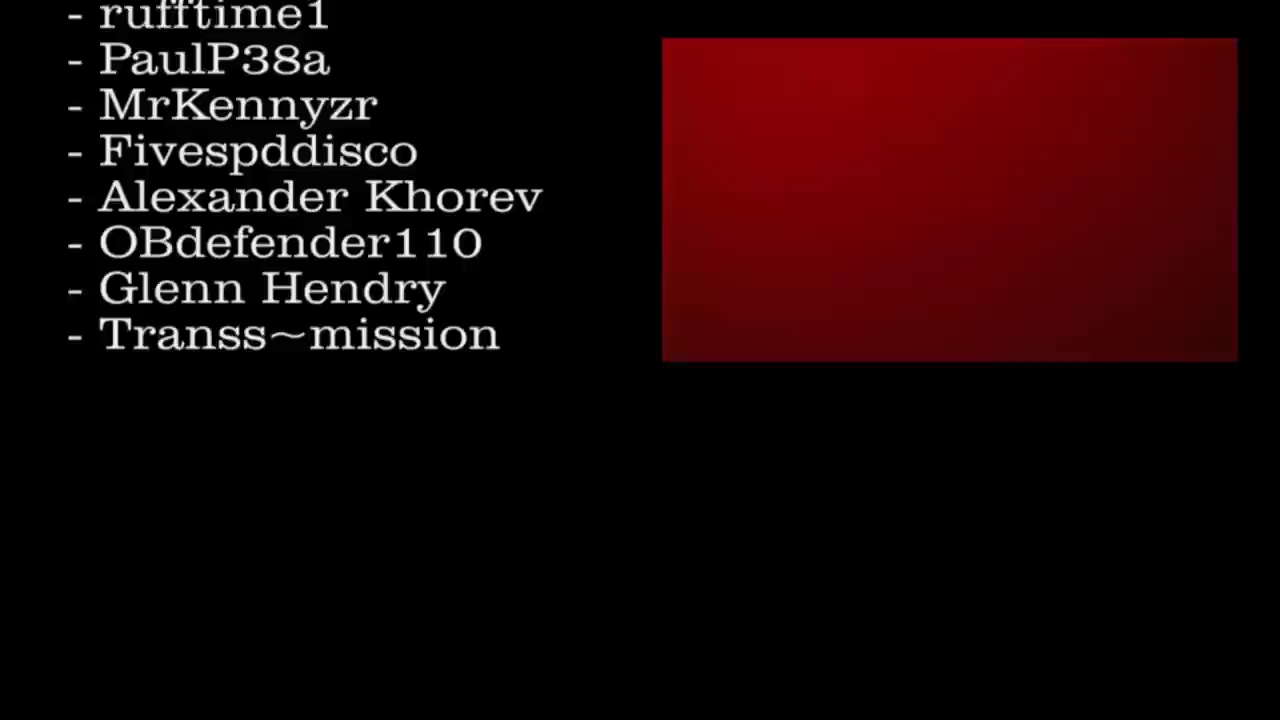 - rufftime1
- PaulP38a
- MrKennyzr
- Fivespddisco
- Alexander Khorev
- OBdefender110
- Glenn Hendry
- Transs~mission